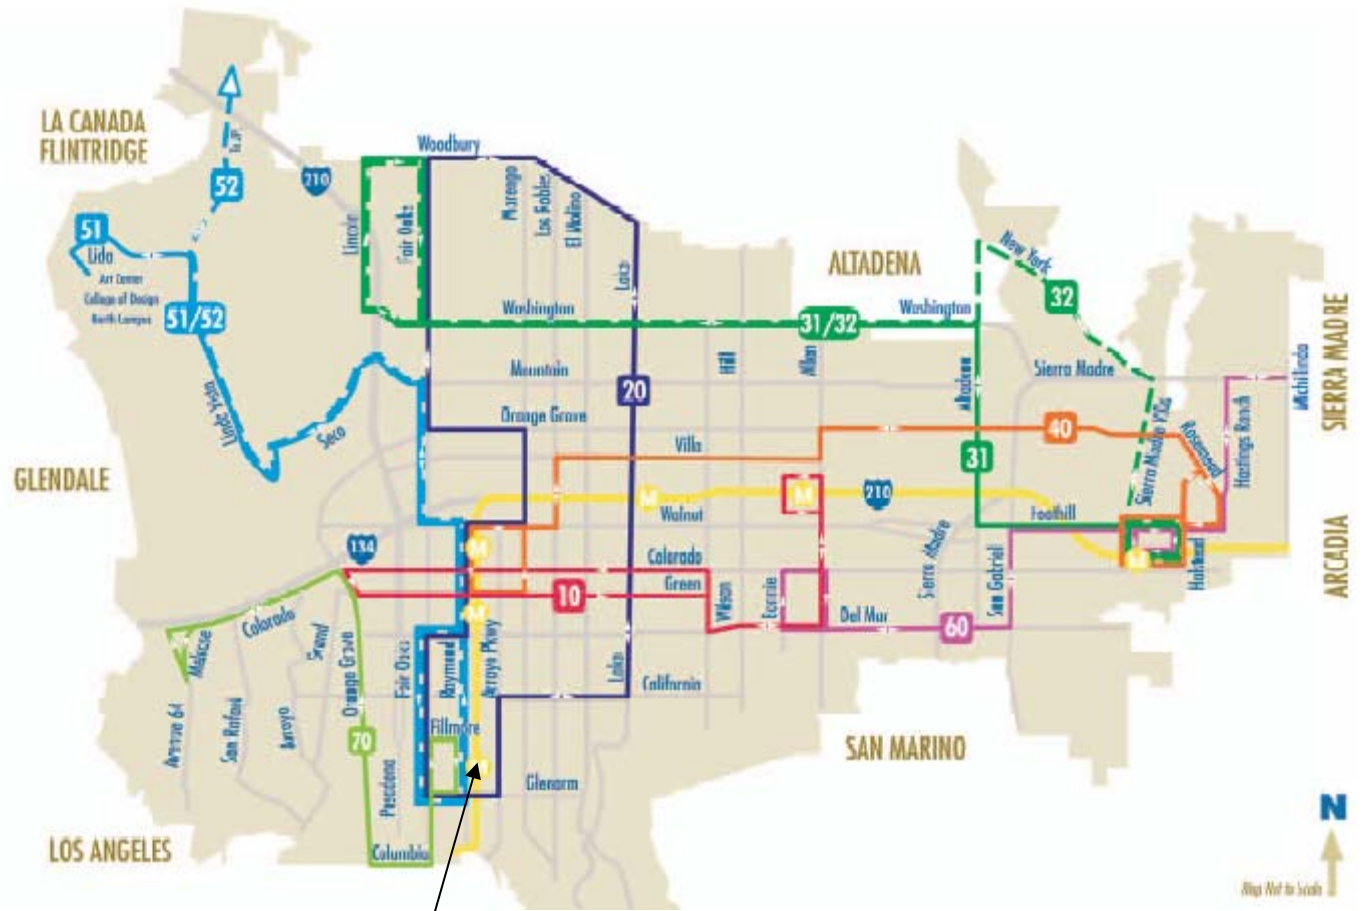 LA CANADA
FLINTRIDGE
Woodbury
52
210
51
Lida
Art Center
College of Design
North Campus
51/52
Lincoln
Fair Oaks
Marengo
Los Robles
El Molino
Lake
ALTADENA
New York
32
Washington
31/32
Washington
SIERRA MADRE
Michillinda
Linda Vista
Seco
Mountain
20
Hill
Allen
Altadena
Sierra Madre
Orange Grove
Villa
40
Rosemead
Hastings Ranch
Sierra Madre Villa
GLENDALE
31
M
M
210
Walnut
Foothill
134
M
Colorado
Green
10
M
Wilson
Bonnie
Sierra Madre
San Gabriel
M
Halstead
ARCADIA
Colorado
Melrose
Grand
Orange Grove
Fair Oaks
Raymond
Arroyo Pkwy
Lake
Del Mar
60
California
Avenue 64
San Rafael
Arroyo
70
Fillmore
M
SAN MARINO
Pasadena
Glenarm
LOS ANGELES
Columbia
N
Map Not to Scale